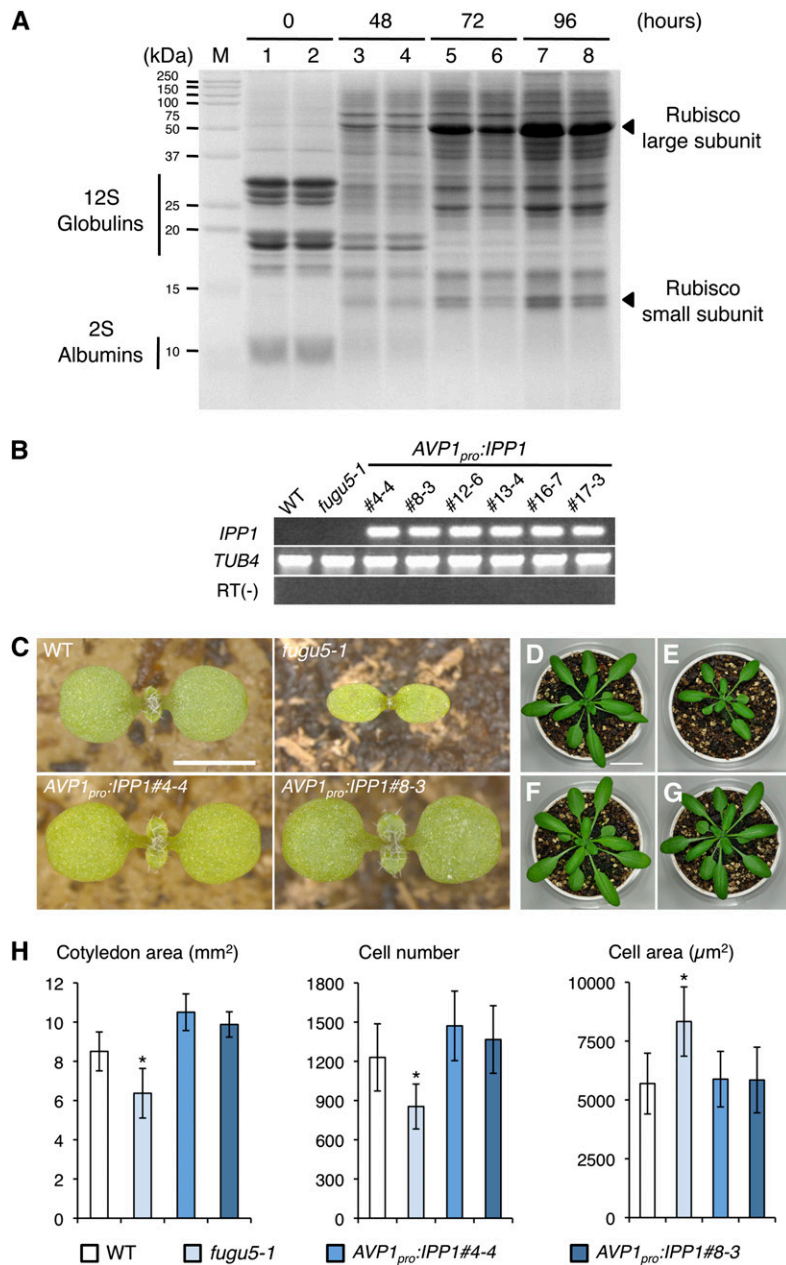 A
0 48 72 96 (hours)
(kDa) M 1 2 3 4 5 6 7 8
250
150
100
75
50
37
25
20
15
10
12S
Globulins
2S
Albumins
Rubisco
large subunit
Rubisco
small subunit
B
AVP1pro:IPP1
WT fugu5-1 #4-4 #8-3 #12-6 #13-4 #16-7 #17-3
IPP1
TUB4
RT(-)
C
WT
fugu5-1
AVP1pro:IPP1#4-4
AVP1pro:IPP1#8-3
D
E
F
G
H
Cotyledon area (mm²)
12
10
8
6
4
2
0
*
Cell number
1800
1500
1200
900
600
300
0
*
Cell area (µm²)
10000
7500
5000
2500
0
*
WT fugu5-1 AVP1pro:IPP1#4-4 AVP1pro:IPP1#8-3